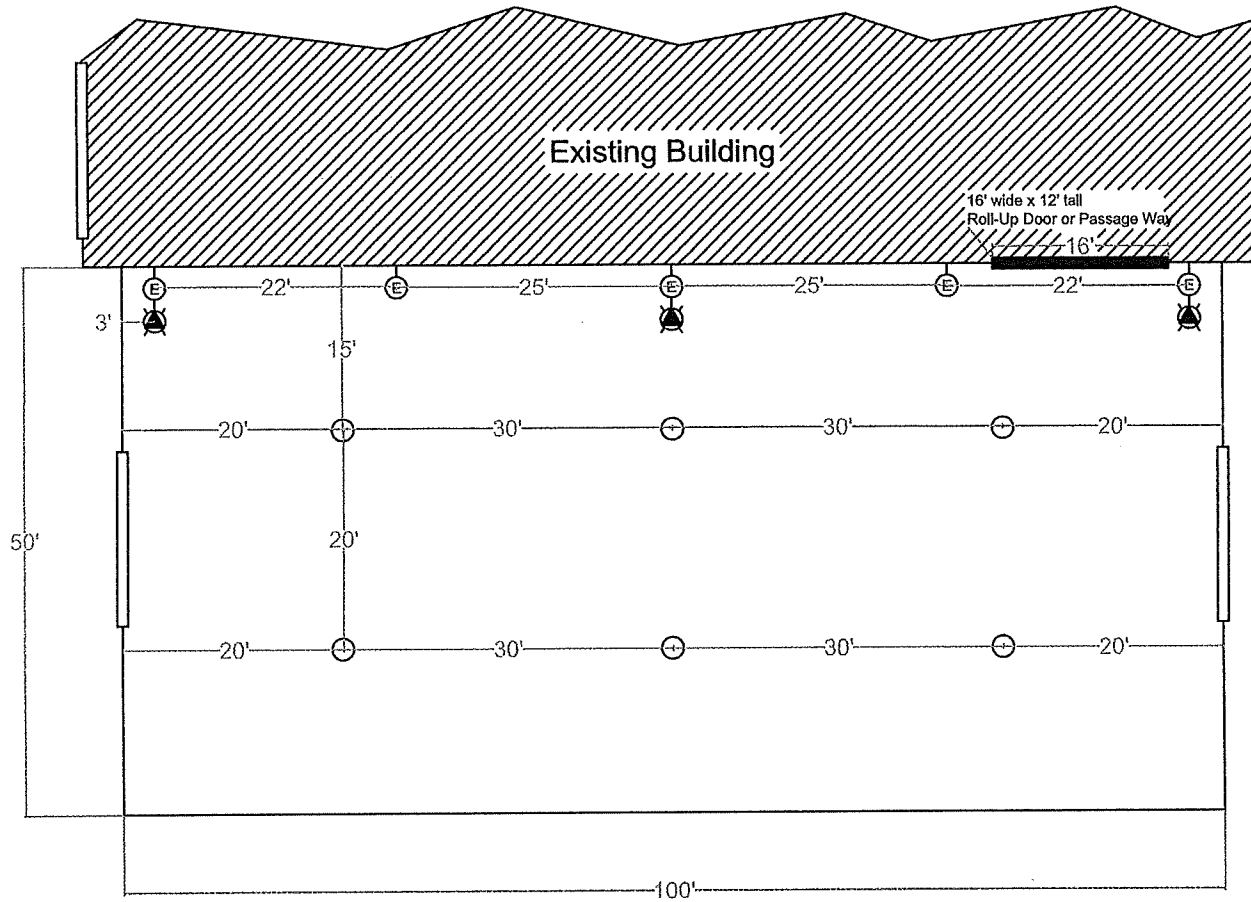 Existing Building
16' wide x 12' tall
Roll-Up Door or Passage Way
16'
E 22' E 25' E 25' E 22' E
3'
15'
20' 30' 30' 20'
50'
20'
20' 30' 30' 20'
100'